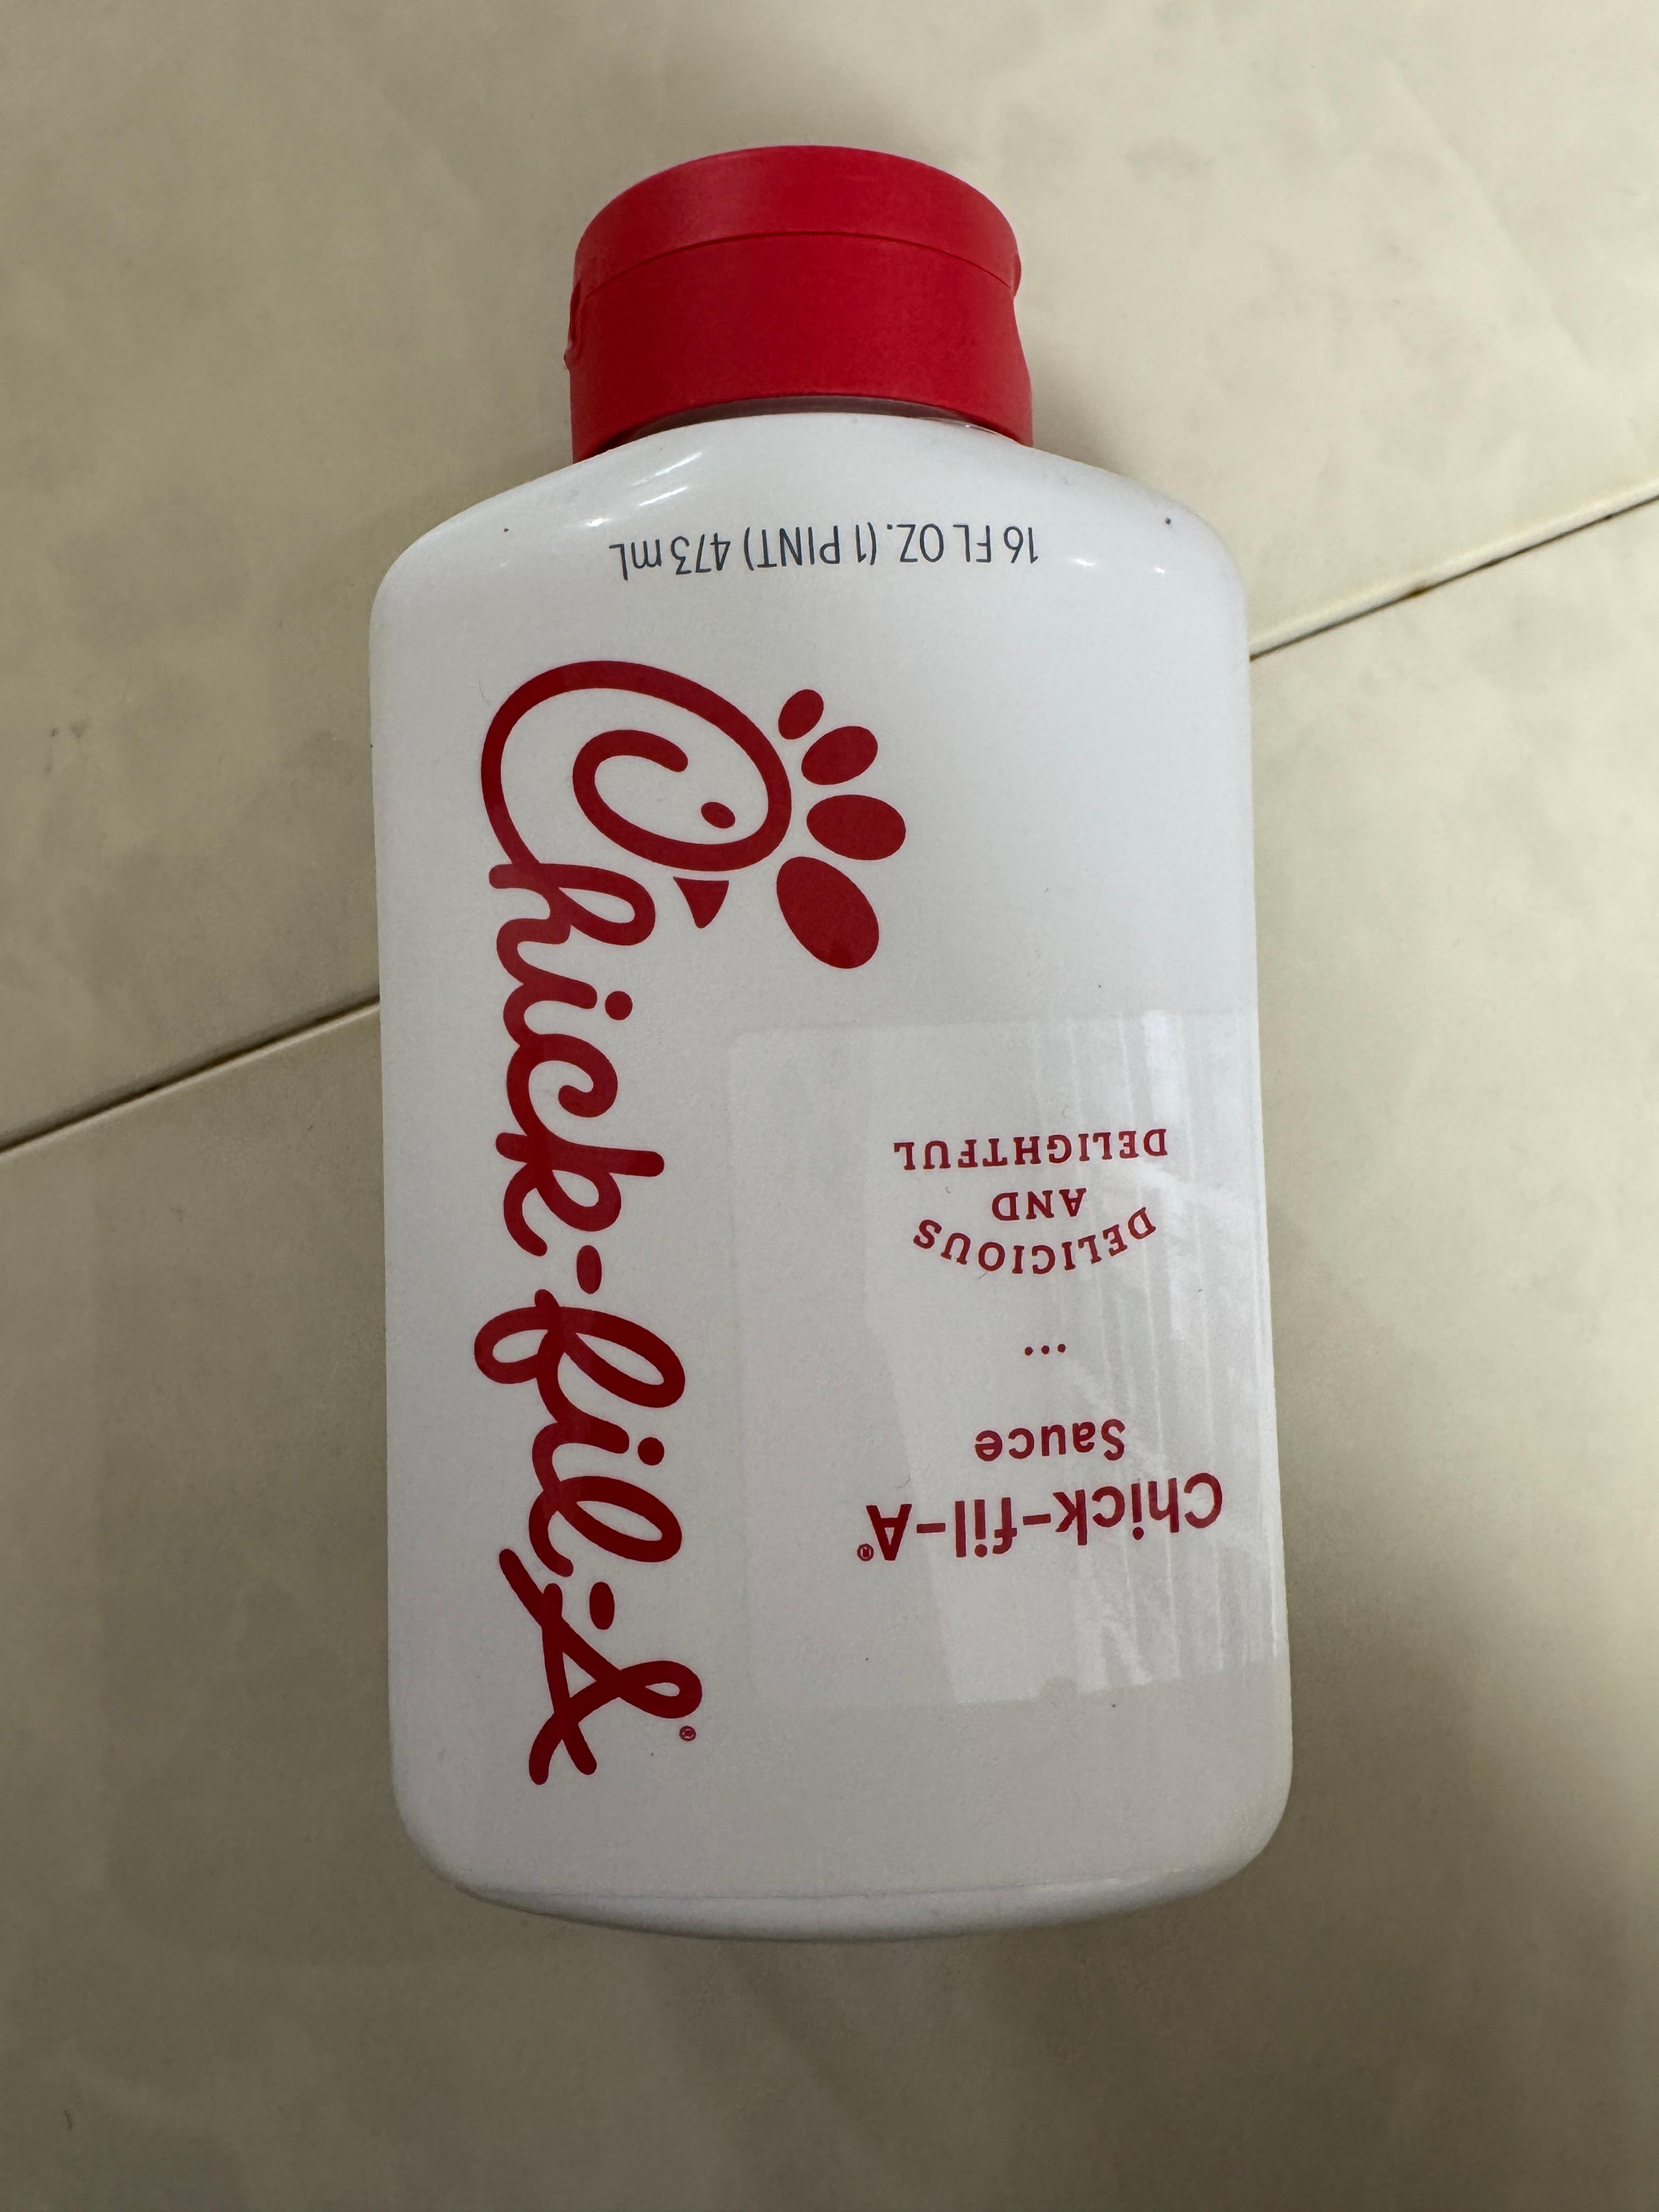 Chick-fil-A®
Chick-fil-A®
Sauce
...
DELICIOUS
AND
DELIGHTFUL
16 FL OZ. (1 PINT) 473 mL